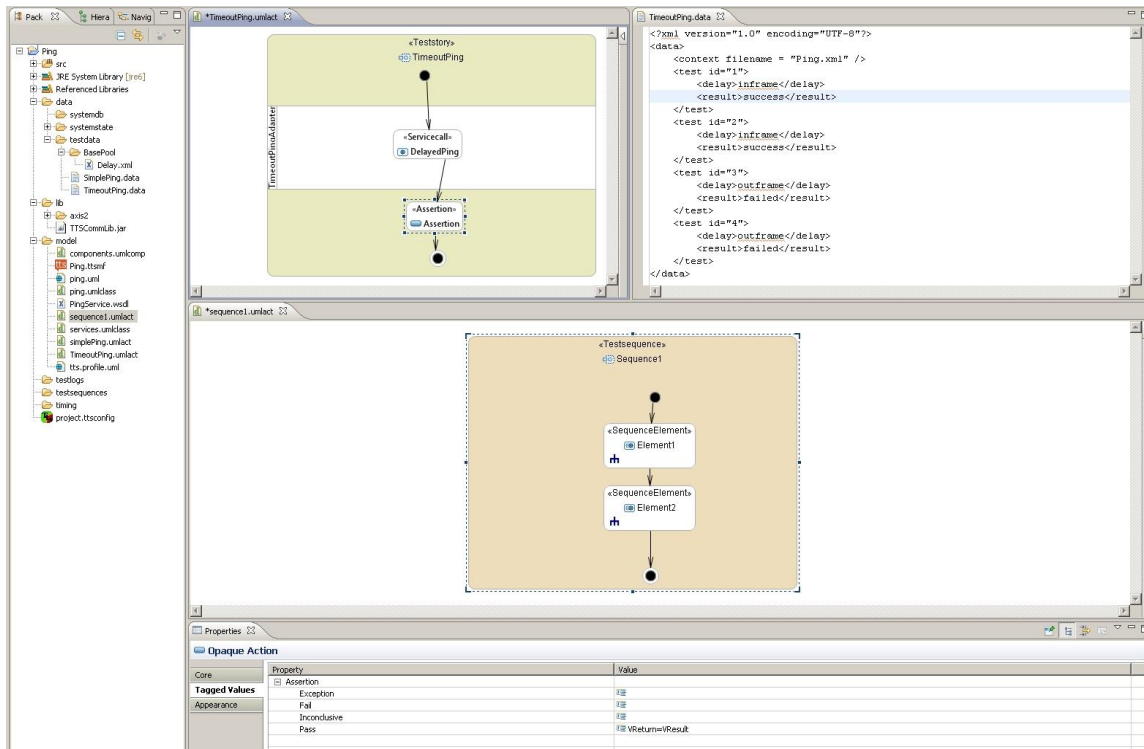 Pack
Hiera
Navig
Ping
src
JRE System Library [jre6]
Referenced Libraries
data
systemdb
systemstate
testdata
BasePool
Delay.xml
SimplePing.data
TimeoutPing.data
lib
axis2
TTSCommLib.jar
model
components.umlcomp
Ping.ttsmf
ping.uml
ping.umlclass
PingService.wsdl
sequence1.umlact
services.umlclass
simplePing.umlact
TimeoutPing.umlact
tts.profile.uml
testlogs
testsequences
timing
project.ttsconfig
*TimeoutPing.umlact
«Teststory»
TimeoutPing
TimeoutPingAdapter
«Servicecall»
DelayedPing
«Assertion»
Assertion
TimeoutPing.data
<?xml version="1.0" encoding="UTF-8"?>
<data>
<context filename = "Ping.xml" />
<test id="1">
<delay>inframe</delay>
<result>success</result>
</test>
<test id="2">
<delay>inframe</delay>
<result>success</result>
</test>
<test id="3">
<delay>outframe</delay>
<result>failed</result>
</test>
<test id="4">
<delay>outframe</delay>
<result>failed</result>
</test>
</data>
*sequence1.umlact
«Testsequence»
Sequence1
«SequenceElement»
Element1
«SequenceElement»
Element2
Properties
Opaque Action
Core
Tagged Values
Appearance
Property Value
Assertion
Exception
Fail
Inconclusive
Pass VReturn=VResult